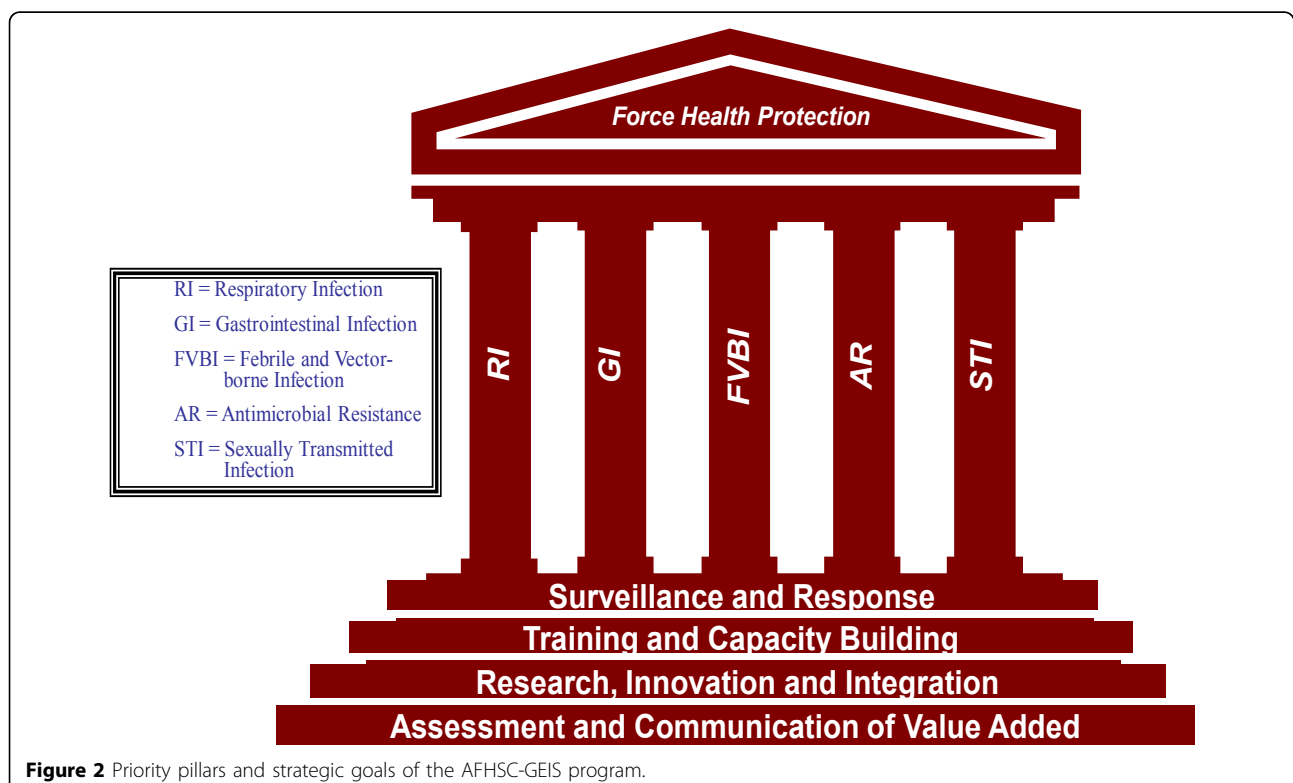 Force Health Protection
RI = Respiratory Infection
GI = Gastrointestinal Infection
FVBI = Febrile and Vector-
borne Infection
AR = Antimicrobial Resistance
STI = Sexually Transmitted
Infection
RI
GI
FVBI
AR
STI
Surveillance and Response
Training and Capacity Building
Research, Innovation and Integration
Assessment and Communication of Value Added
Figure 2 Priority pillars and strategic goals of the AFHSC-GEIS program.